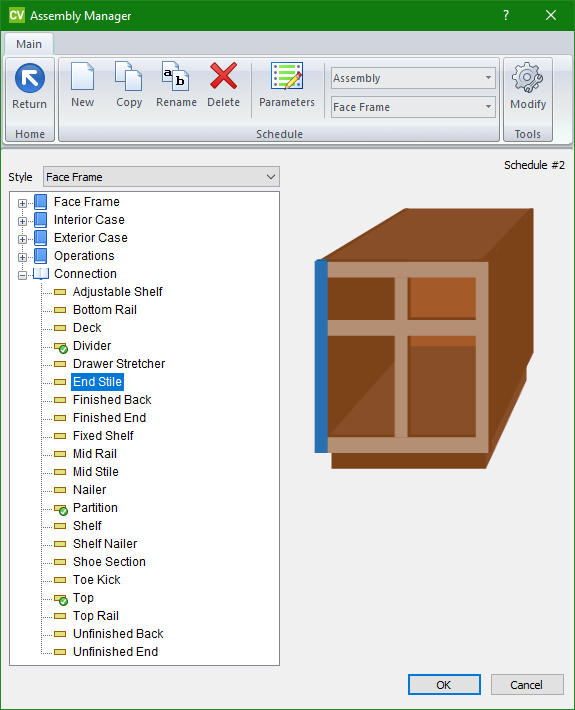 CV Assembly Manager ?
Main
Return
New
Copy
a b
Rename
Delete
Parameters
Assembly
Face Frame
Modify
Home
Schedule
Tools
Schedule #2
Style Face Frame
Face Frame
Interior Case
Exterior Case
Operations
Connection
Adjustable Shelf
Bottom Rail
Deck
Divider
Drawer Stretcher
End Stile
Finished Back
Finished End
Fixed Shelf
Mid Rail
Mid Stile
Nailer
Partition
Shelf
Shelf Nailer
Shoe Section
Toe Kick
Top
Top Rail
Unfinished Back
Unfinished End
OK
Cancel